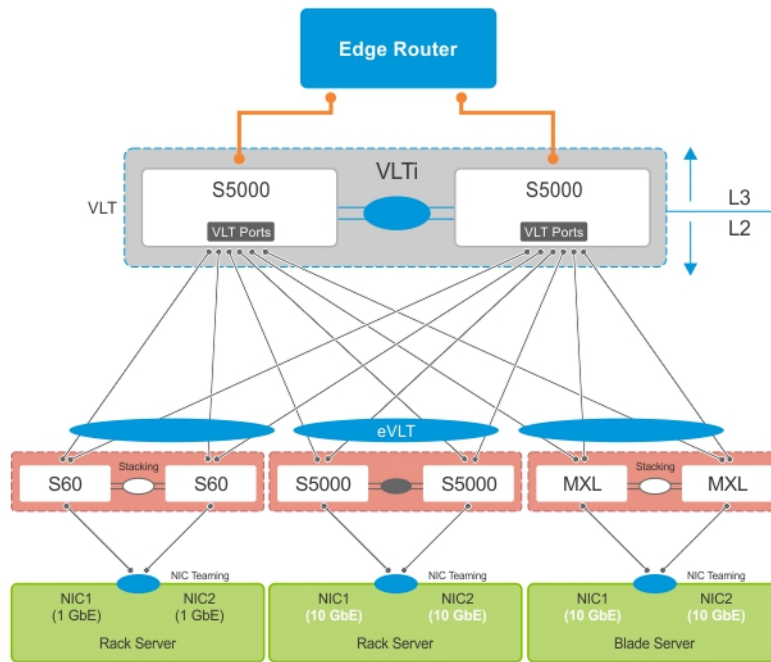 Edge Router
VLTi
S5000
S5000
VLT
VLT Ports
VLT Ports
L3
L2
eVLT
Stacking
Stacking
S60
S60
S5000
S5000
MXL
MXL
NIC Teaming
NIC Teaming
NIC Teaming
NIC1
(1 GbE)
NIC2
(1 GbE)
Rack Server
NIC1
(10 GbE)
NIC2
(10 GbE)
Rack Server
NIC1
(10 GbE)
NIC2
(10 GbE)
Blade Server